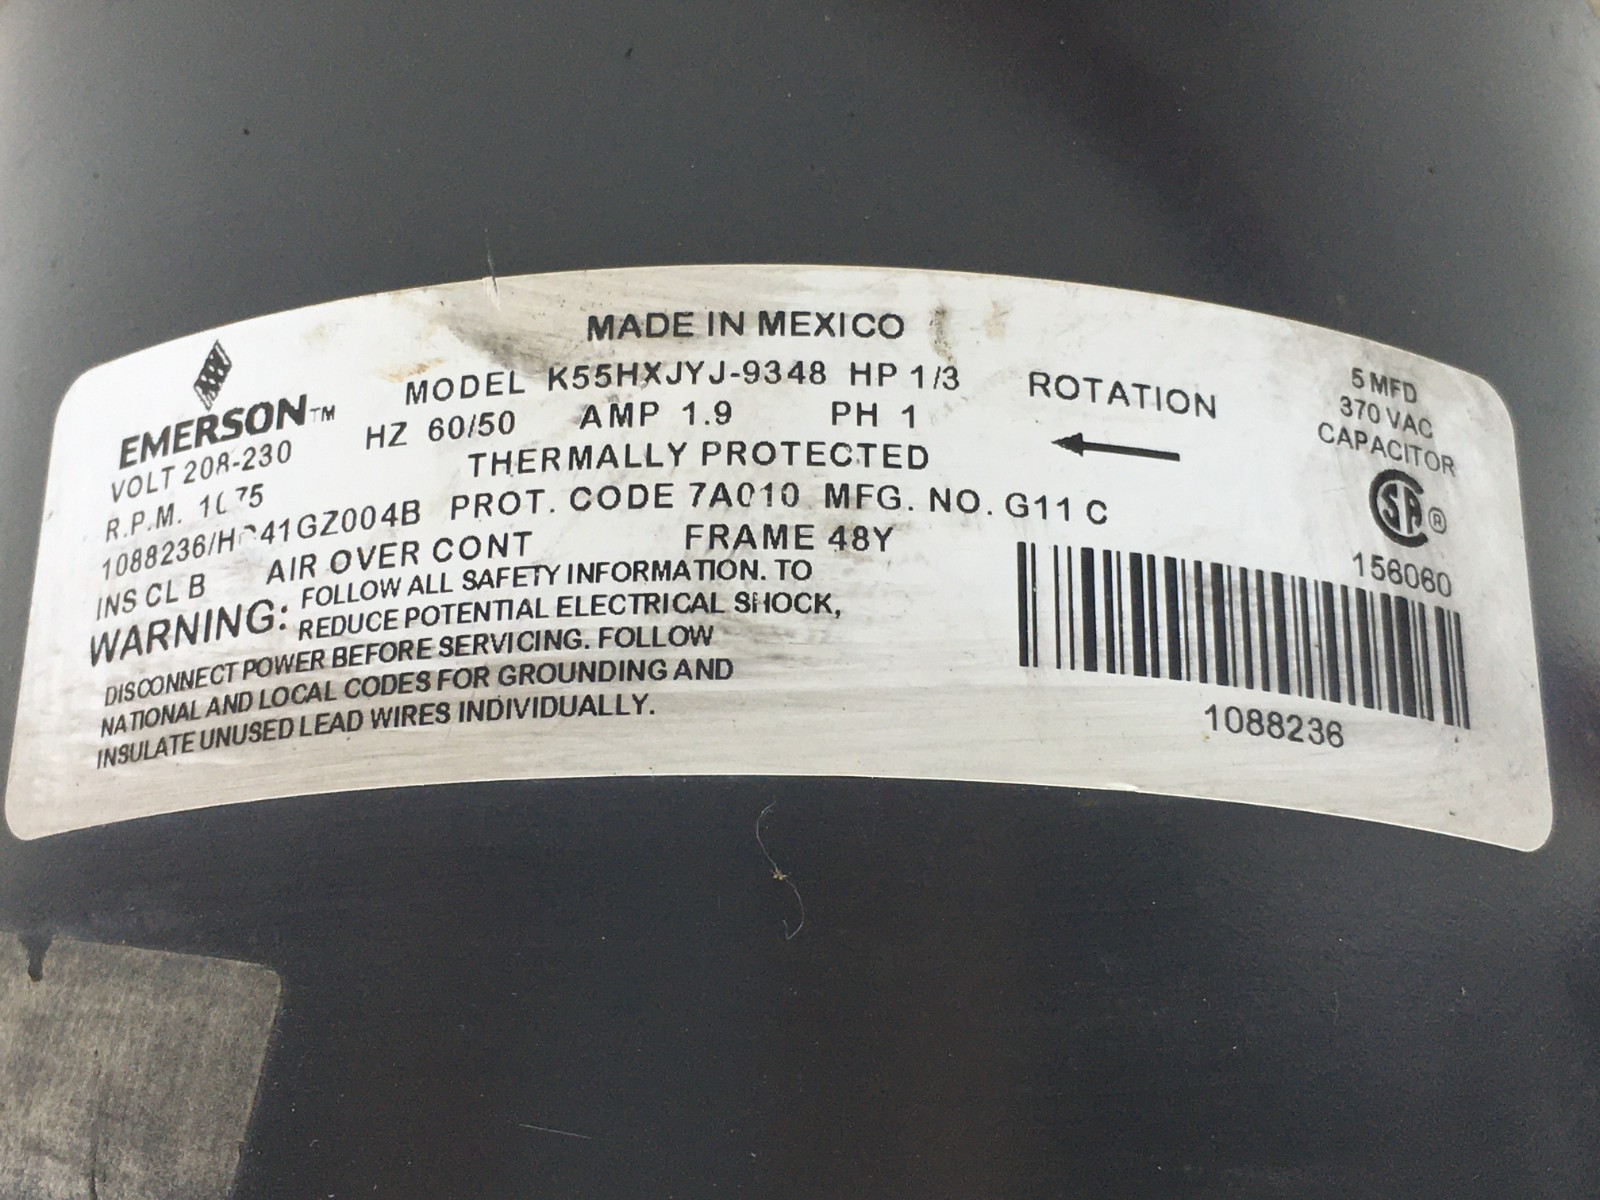 MADE IN MEXICO
EMERSON™
MODEL K55HXJYJ-9348 HP 1/3
VOLT 208-230 HZ 60/50 AMP 1.9 PH 1
R.P.M. THERMALLY PROTECTED
PROT. CODE 7A010 MFG. NO. G11 C
INS CL B AIR OVER CONT FRAME 48Y
WARNING: FOLLOW ALL SAFETY INFORMATION. TO
REDUCE POTENTIAL ELECTRICAL SHOCK,
DISCONNECT POWER BEFORE SERVICING. FOLLOW
NATIONAL AND LOCAL CODES FOR GROUNDING AND
INSULATE UNUSED LEAD WIRES INDIVIDUALLY.
ROTATION
5 MFD
370 VAC
CAPACITOR
SA ®
156060
1088236